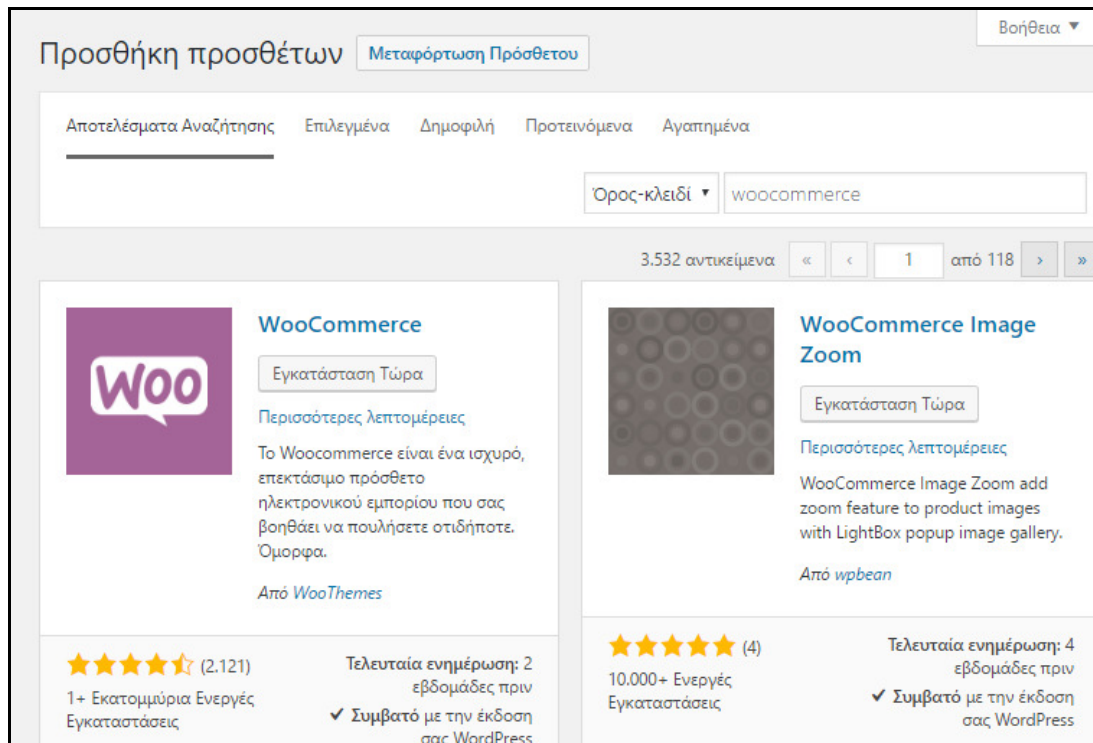 Βοήθεια ▼
Προσθήκη προσθέτων Μεταφόρτωση Πρόσθετου
Αποτελέσματα Αναζήτησης Επιλεγμένα Δημοφιλή Προτεινόμενα Αγαπημένα
Όρος-κλειδί ▼ woocommerce
3.532 αντικείμενα « ‹ 1 από 118 › »
Woo
WooCommerce
Εγκατάσταση Τώρα
Περισσότερες λεπτομέρειες
Το Woocommerce είναι ένα ισχυρό,
επεκτάσιμο πρόσθετο
ηλεκτρονικού εμπορίου που σας
βοηθάει να πουλήσετε οτιδήποτε.
Όμορφα.
Από WooThemes
(2.121)
1+ Εκατομμύρια Ενεργές
Εγκαταστάσεις
Τελευταία ενημέρωση: 2
εβδομάδες πριν
✔ Συμβατό με την έκδοση
σας WordPress
WooCommerce Image
Zoom
Εγκατάσταση Τώρα
Περισσότερες λεπτομέρειες
WooCommerce Image Zoom add
zoom feature to product images
with LightBox popup image gallery.
Από wpbean
(4)
10.000+ Ενεργές
Εγκαταστάσεις
Τελευταία ενημέρωση: 4
εβδομάδες πριν
✔ Συμβατό με την έκδοση
σας WordPress